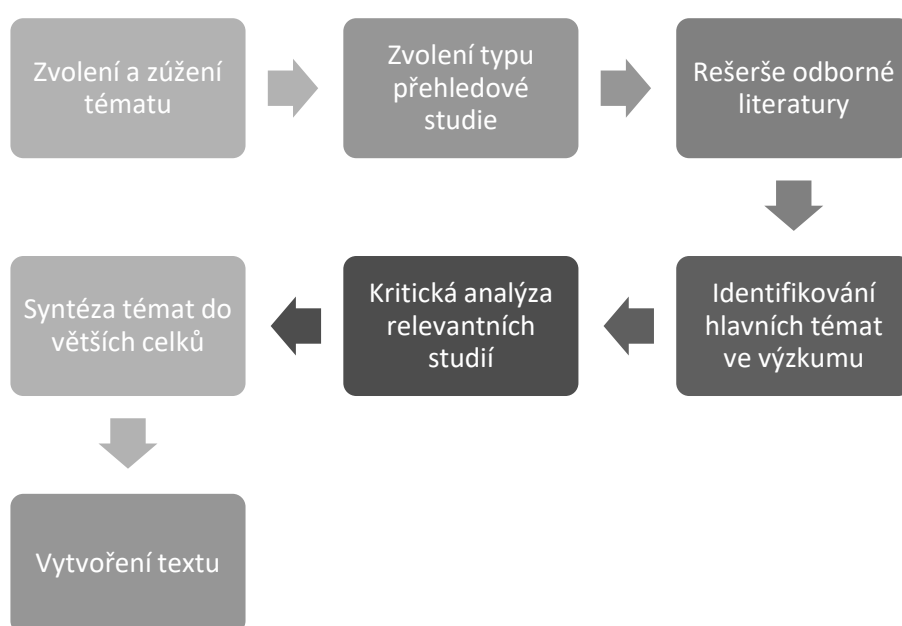 Zvolení a zúžení
tématu
Zvolení typu
přehledové
studie
Rešerše odborné
literatury
Identifikování
hlavních témat
ve výzkumu
Kritická analýza
relevantních
studií
Syntéza témat do
větších celků
Vytvoření textu